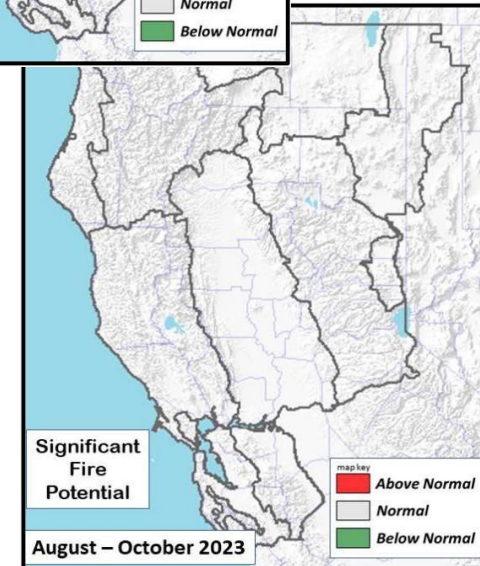 Normal
Below Normal
Significant
Fire
Potential
map key
Above Normal
Normal
Below Normal
August – October 2023